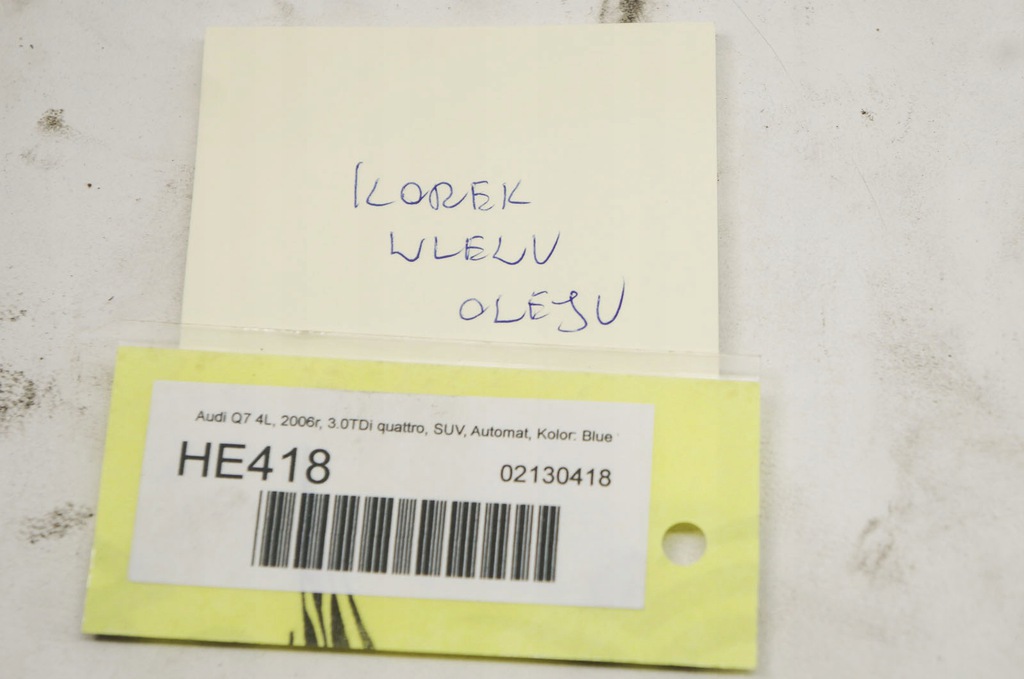 KOREK
WLEWU
OLEJU
Audi Q7 4L, 2006r, 3.0TDi quattro, SUV, Automat, Kolor: Blue
HE418 02130418